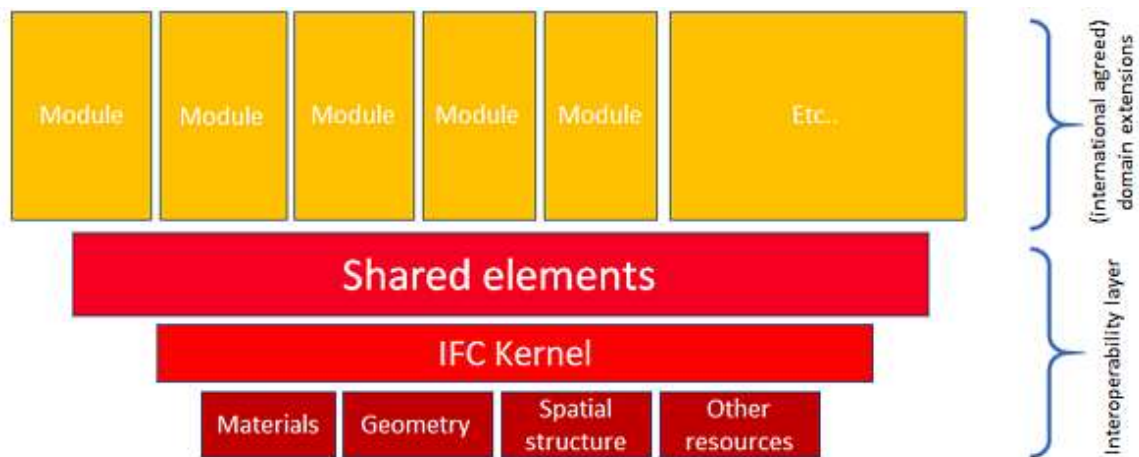 Module
Module
Module
Module
Module
Etc..
(international agreed)
domain extensions
Shared elements
IFC Kernel
Materials
Geometry
Spatial
structure
Other
resources
Interoperability layer